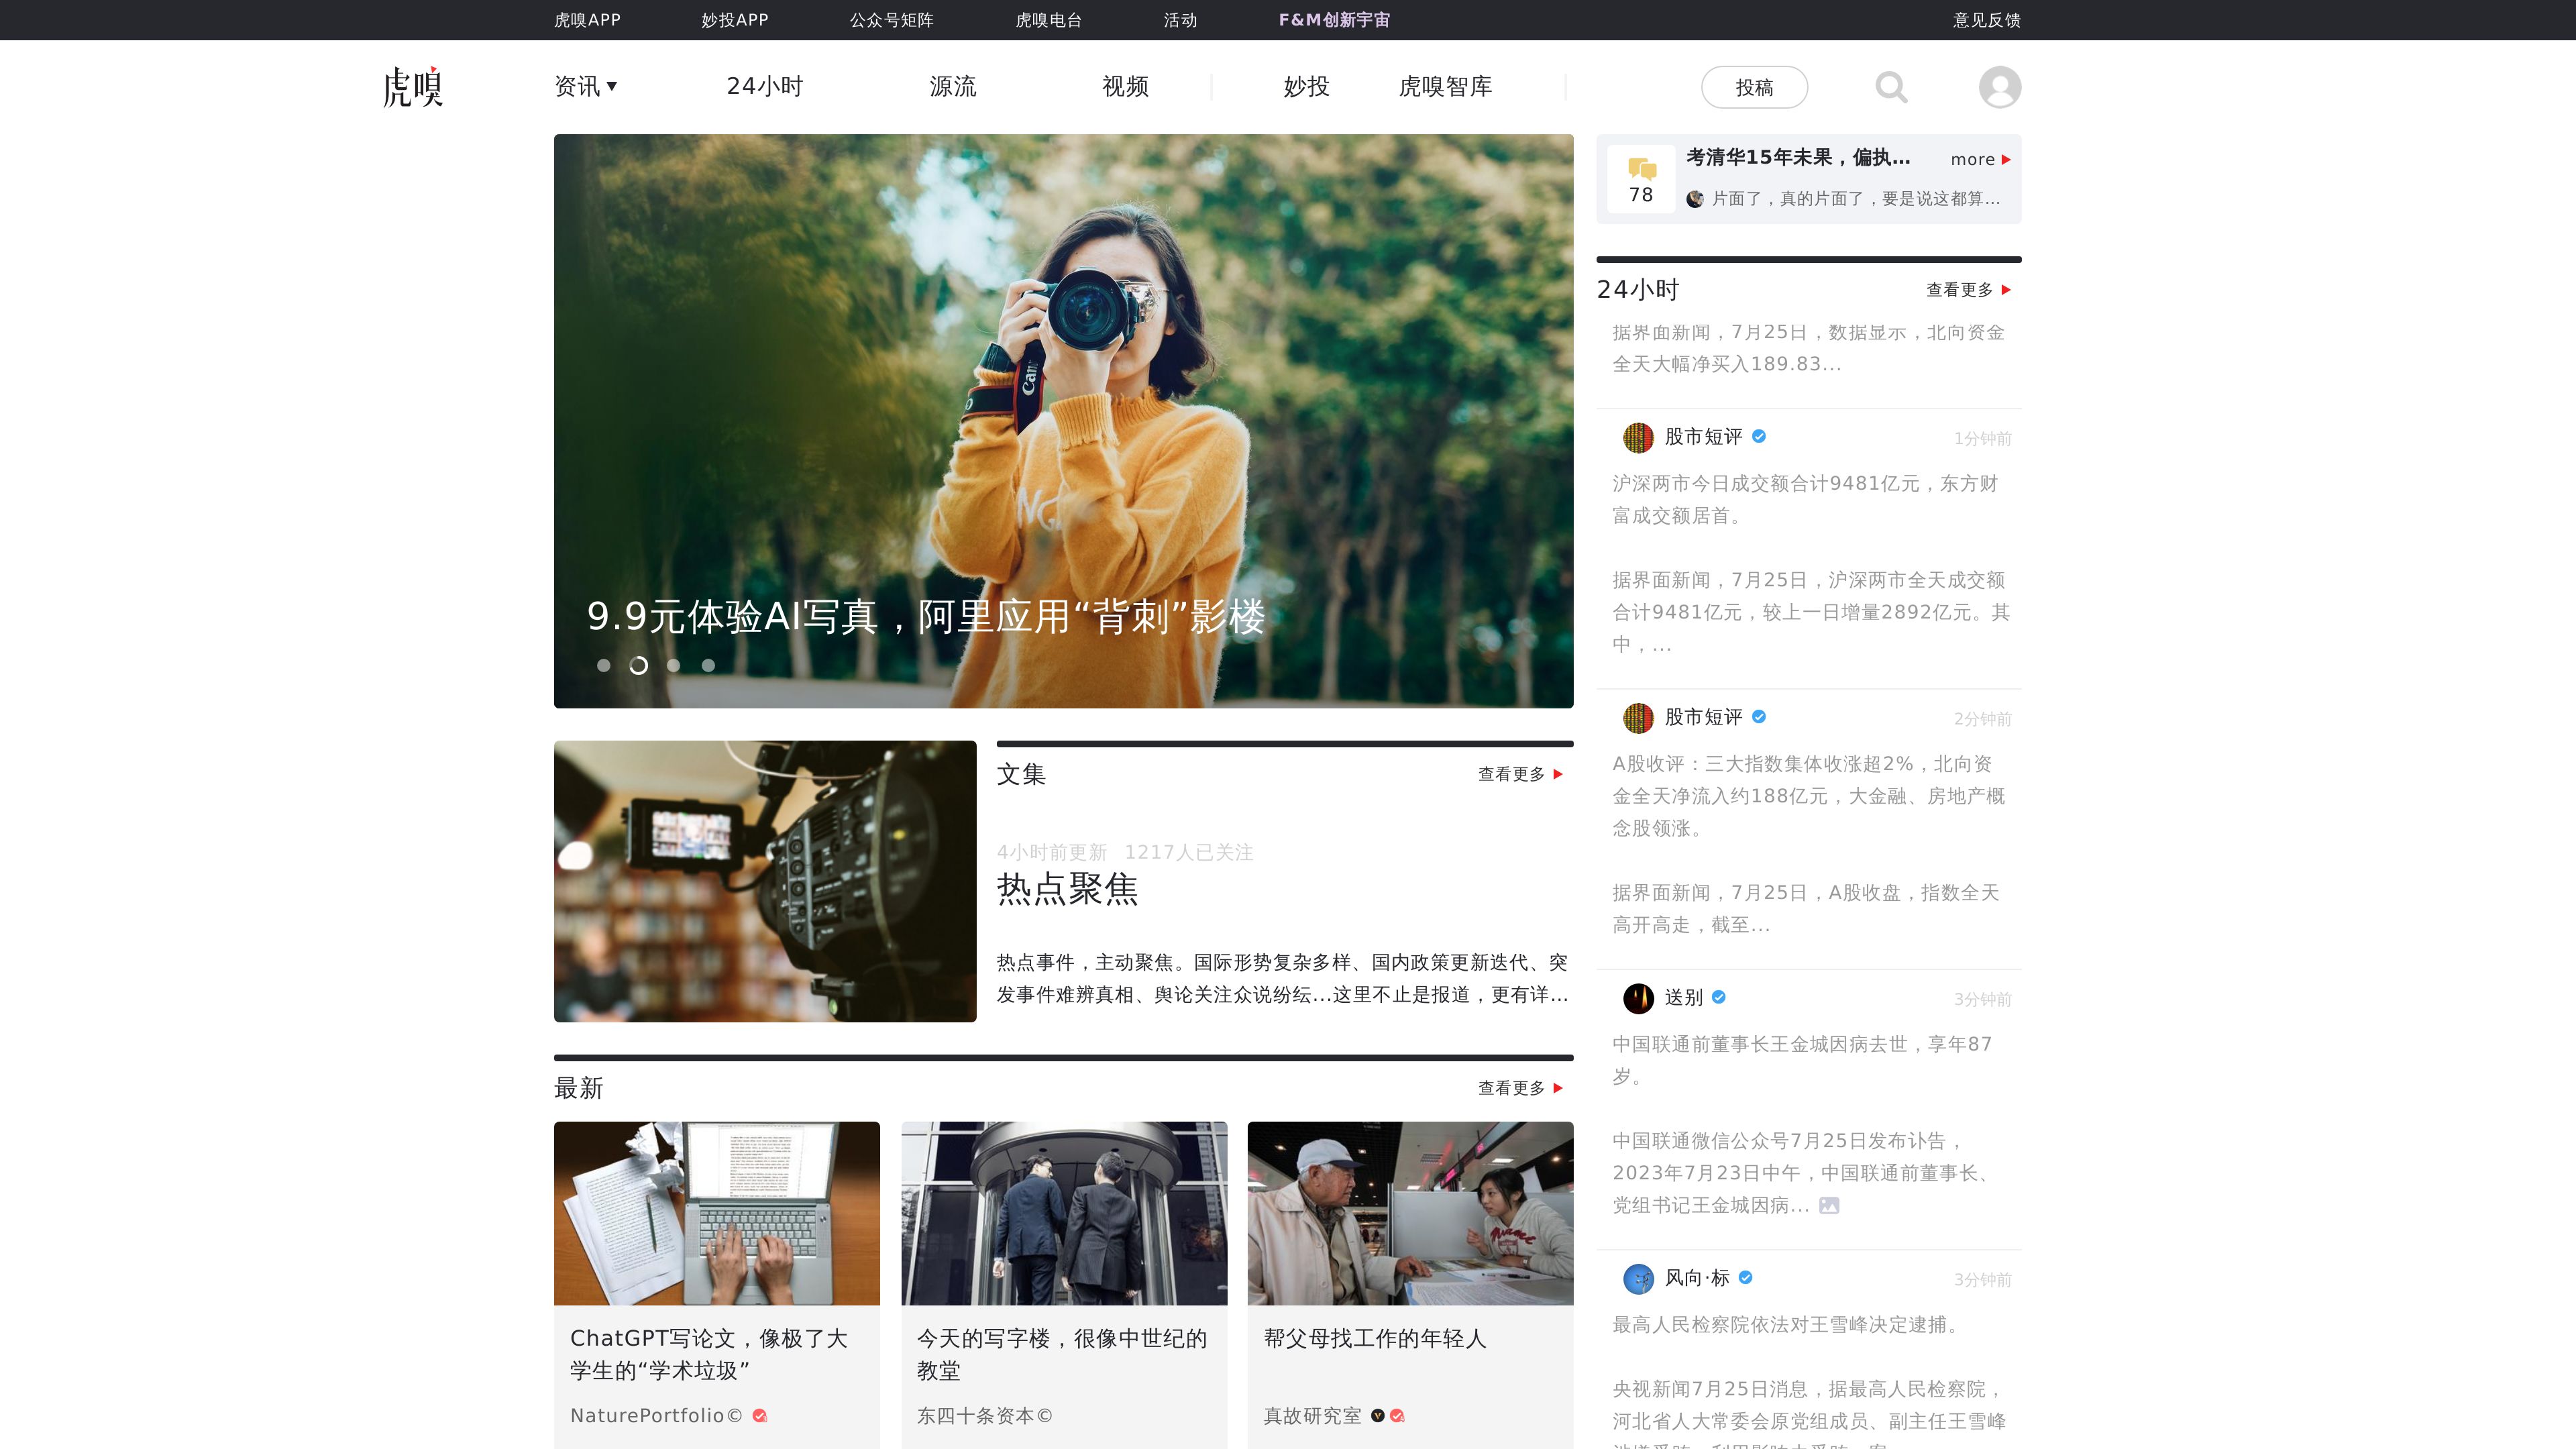 虎嗅APP 妙投APP 公众号矩阵 虎嗅电台 活动 F&M创新宇宙 意见反馈
虎嗅 资讯 24小时 源流 视频 妙投 虎嗅智库 投稿
Can
9.9元体验AI写真，阿里应用“背刺”影楼
文集 查看更多
4小时前更新 1217人已关注
热点聚焦
热点事件，主动聚焦。国际形势复杂多样、国内政策更新迭代、突
发事件难辨真相、舆论关注众说纷纭...这里不止是报道，更有详...
最新 查看更多
ChatGPT写论文，像极了大
学生的“学术垃圾”
NaturePortfolio©
今天的写字楼，很像中世纪的
教堂
东四十条资本©
帮父母找工作的年轻人
真故研究室
78
考清华15年未果，偏执... more
片面了，真的片面了，要是说这都算...
24小时 查看更多
据界面新闻，7月25日，数据显示，北向资金
全天大幅净买入189.83...
股市短评 1分钟前
沪深两市今日成交额合计9481亿元，东方财
富成交额居首。
据界面新闻，7月25日，沪深两市全天成交额
合计9481亿元，较上一日增量2892亿元。其
中，...
股市短评 2分钟前
A股收评：三大指数集体收涨超2%，北向资
金全天净流入约188亿元，大金融、房地产概
念股领涨。
据界面新闻，7月25日，A股收盘，指数全天
高开高走，截至...
送别 3分钟前
中国联通前董事长王金城因病去世，享年87
岁。
中国联通微信公众号7月25日发布讣告，
2023年7月23日中午，中国联通前董事长、
党组书记王金城因病...
风向·标 3分钟前
最高人民检察院依法对王雪峰决定逮捕。
央视新闻7月25日消息，据最高人民检察院，
河北省人大常委会原党组成员、副主任王雪峰